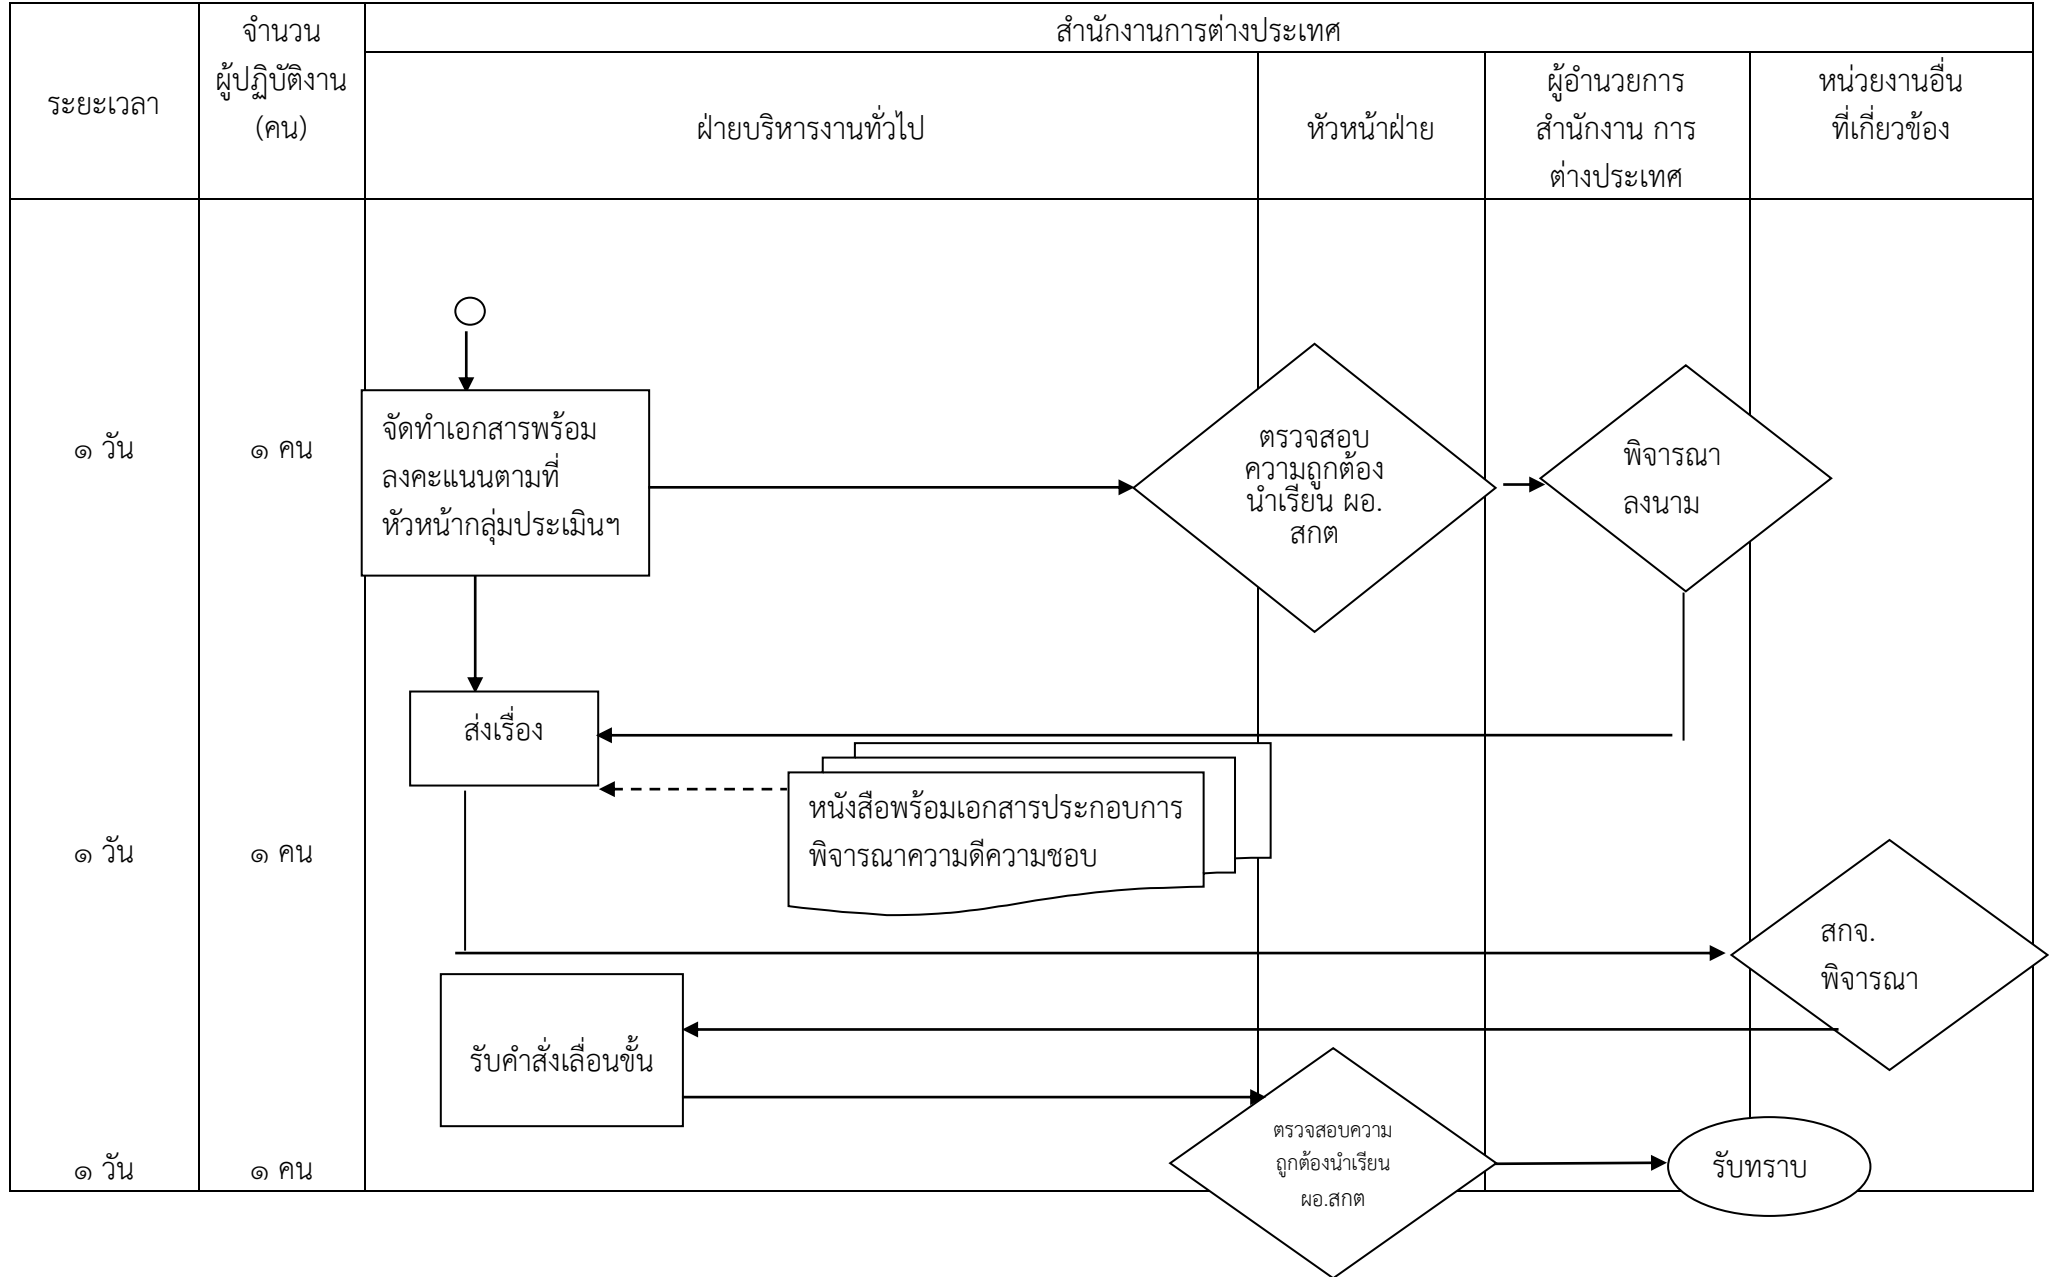 ระยะเวลา
จำนวน
ผู้ปฏิบัติงาน
(คน)
สำนักงานการต่างประเทศ
ฝ่ายบริหารงานทั่วไป
หัวหน้าฝ่าย
ผู้อำนวยการ
สำนักงาน การ
ต่างประเทศ
หน่วยงานอื่น
ที่เกี่ยวข้อง
๑ วัน
๑ คน
จัดทำเอกสารพร้อม
ลงคะแนนตามที่
หัวหน้ากลุ่มประเมินฯ
ตรวจสอบ
ความถูกต้อง
นำเรียน ผอ.
สกต
พิจารณา
ลงนาม
ส่งเรื่อง
หนังสือพร้อมเอกสารประกอบการ
พิจารณาความดีความชอบ
๑ วัน
๑ คน
สกจ.
พิจารณา
รับคำสั่งเลื่อนขั้น
๑ วัน
๑ คน
ตรวจสอบความ
ถูกต้องนำเรียน
ผอ.สกต
รับทราบ